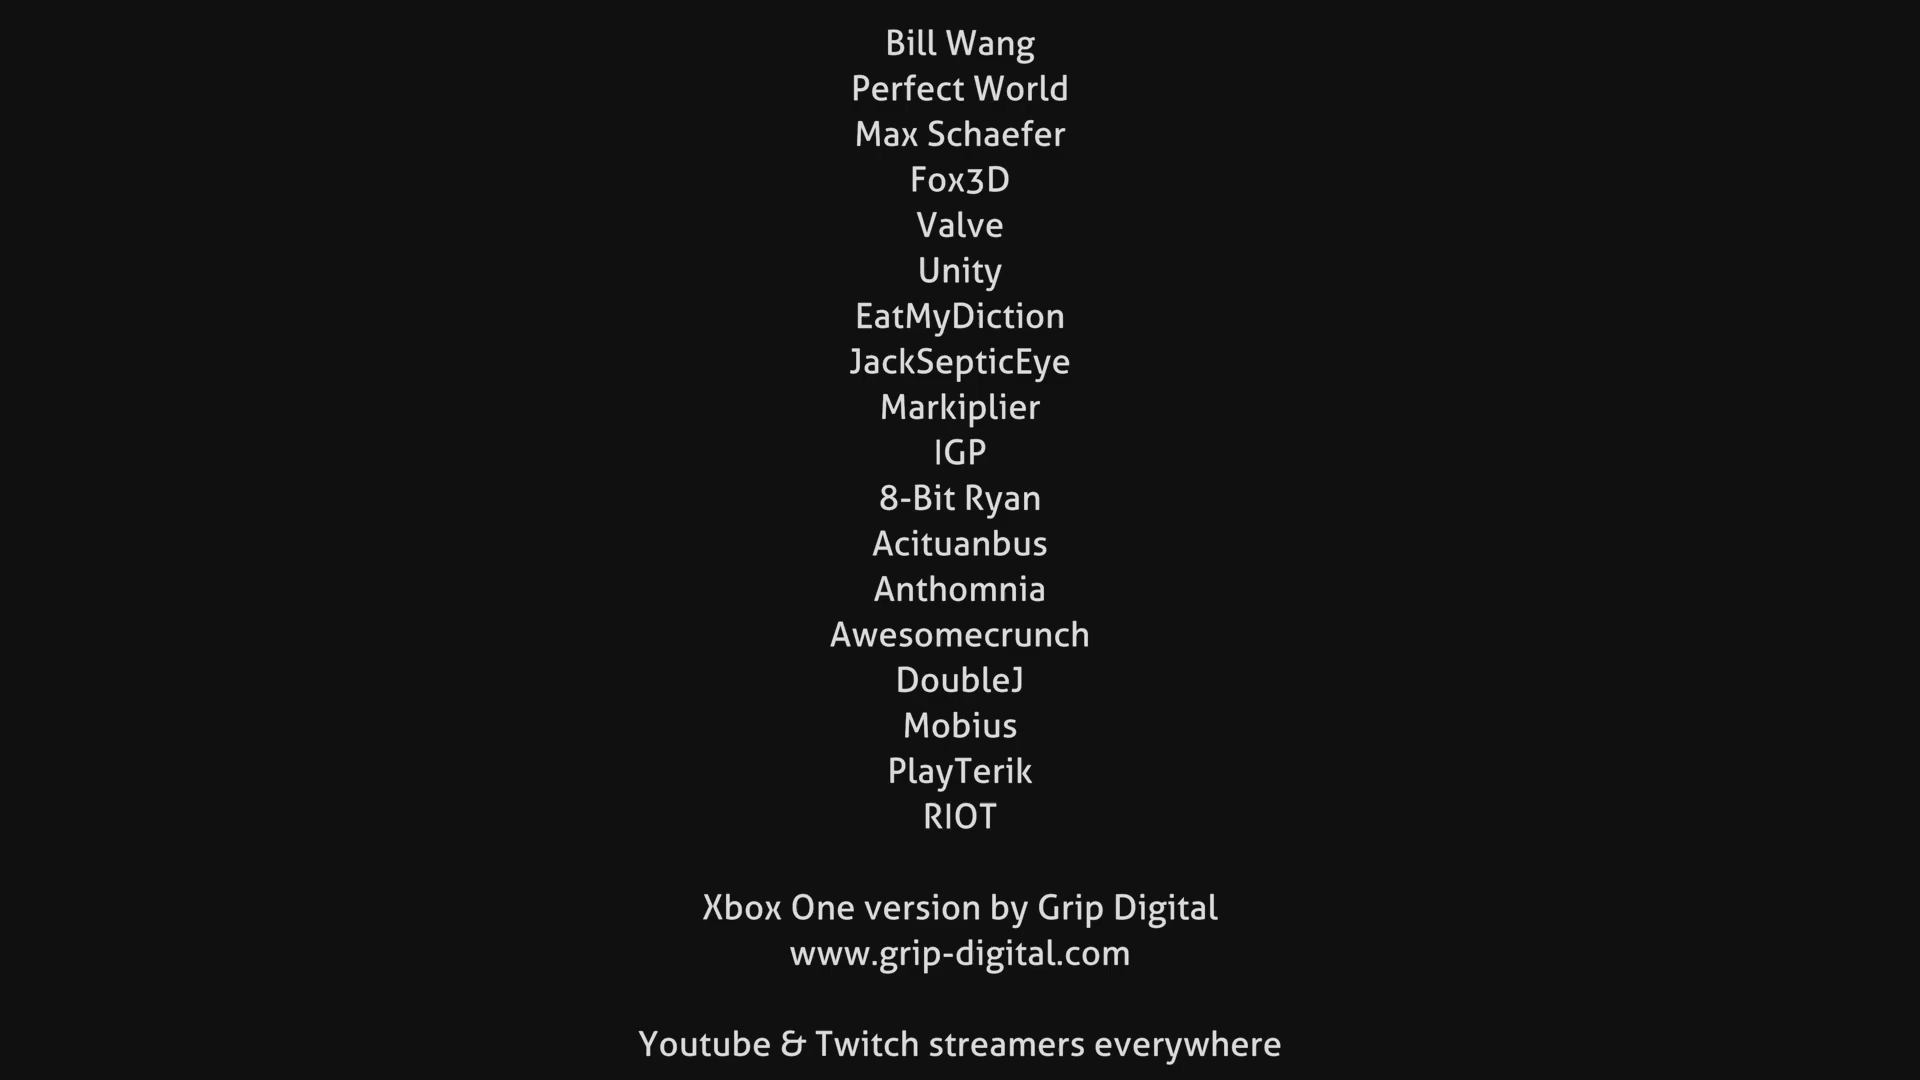 Bill Wang
Perfect World
Max Schaefer
Fox3D
Valve
Unity
EatMyDiction
JackSepticEye
Markiplier
IGP
8-Bit Ryan
Acituanbus
Anthomnia
Awesomecrunch
DoubleJ
Mobius
PlayTerik
RIOT
Xbox One version by Grip Digital
www.grip-digital.com
Youtube & Twitch streamers everywhere